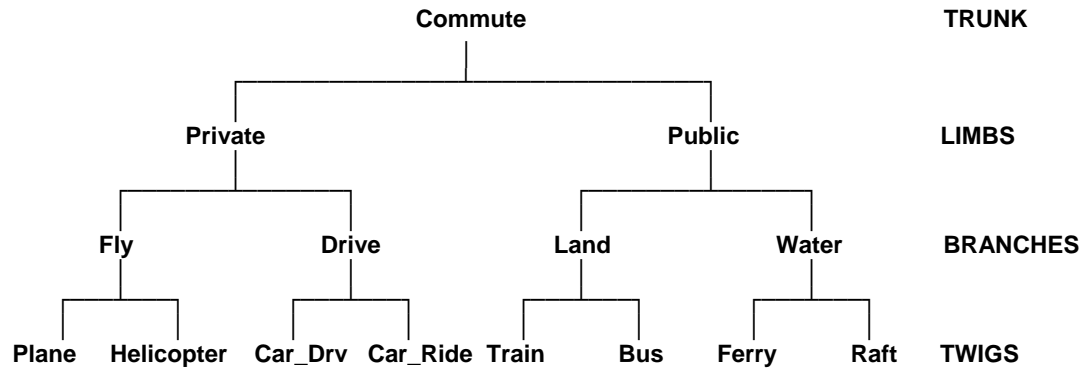 Commute TRUNK
Private Public LIMBS
Fly Drive Land Water BRANCHES
Plane Helicopter Car_Drv Car_Ride Train Bus Ferry Raft TWIGS